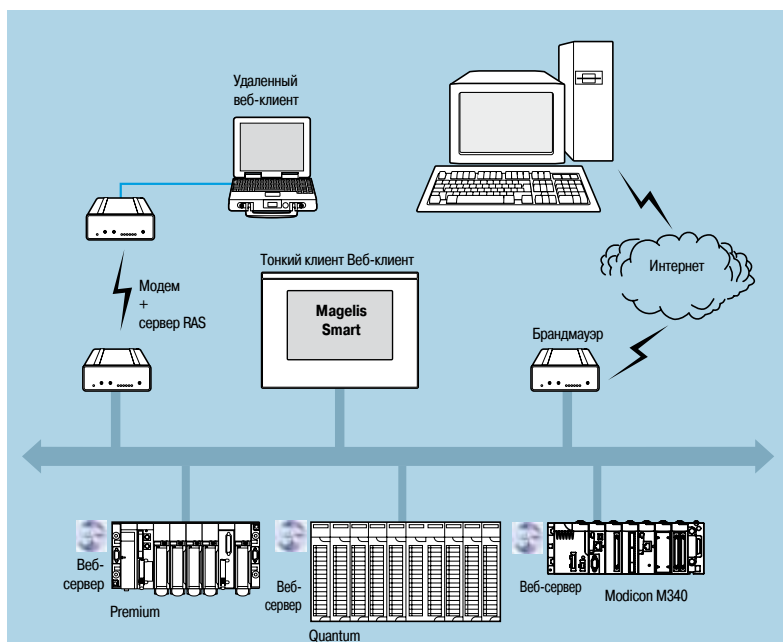 Удаленный
веб-клиент
Тонкий клиент Веб-клиент
Интернет
Модем
+
сервер RAS
Magelis
Smart
Брандмауэр
Веб-
сервер
Premium
Веб-
сервер
Quantum
Веб-сервер
Modicon M340